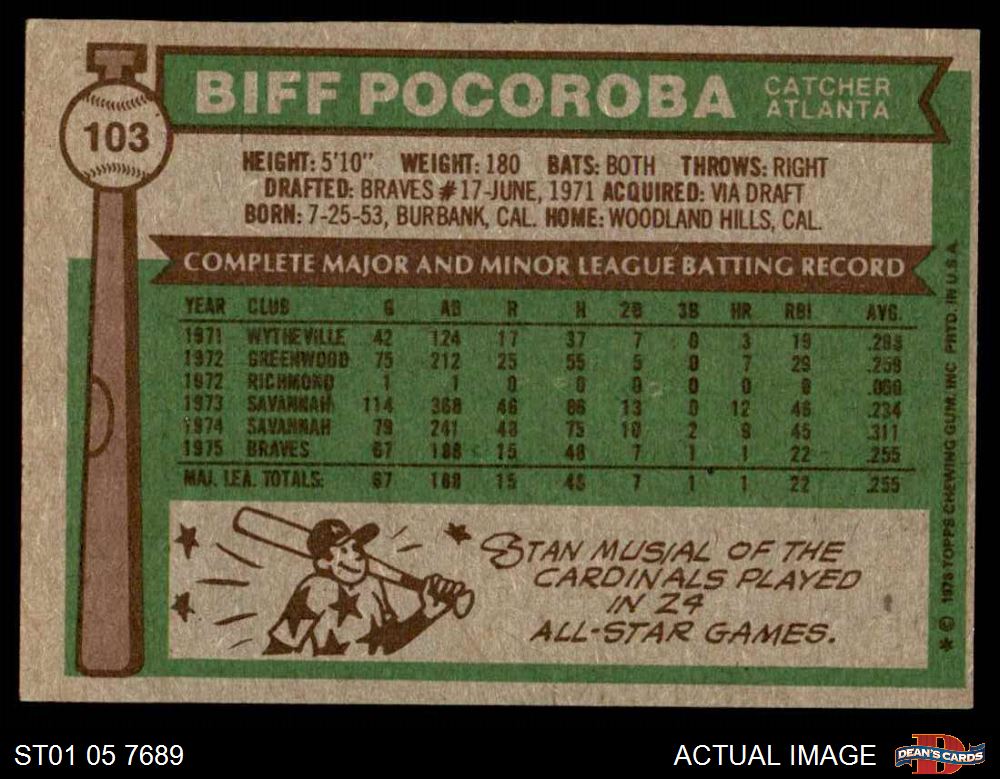 BIFF POCOROBA
CATCHER
ATLANTA
103
HEIGHT: 5'10" WEIGHT: 180 BATS: BOTH THROWS: RIGHT
DRAFTED: BRAVES #17-JUNE, 1971 ACQUIRED: VIA DRAFT
BORN: 7-25-53, BURBANK, CAL. HOME: WOODLAND HILLS, CAL.
COMPLETE MAJOR AND MINOR LEAGUE BATTING RECORD
YEAR CLUB G AB R H 2B 3B HR RBI AVG.
1971 WYTHEVILLE 42 124 17 37 7 0 3 19
1972 GREENWOOD 75 212 25 55 5 0 7 29
1972 RICHMOND 1 1 0 0 0 0 0 0 .000
1973 SAVANNAH 114 368 46 86 13 0 12 46 .234
1974 SAVANNAH 79 241 48 75 10 2 9 45 .311
1975 BRAVES 67 188 15 48 7 1 1 22 .255
MAJ. LEA. TOTALS: 67 188 15 48 7 1 1 22 .255
STAN MUSIAL OF THE
CARDINALS PLAYED
IN 24
ALL-STAR GAMES.
* © 1976 TOPPS CHEWING GUM, INC PRTD. IN U.S.A.
ST01 05 7689
ACTUAL IMAGE
D
DEAN'S CARDS